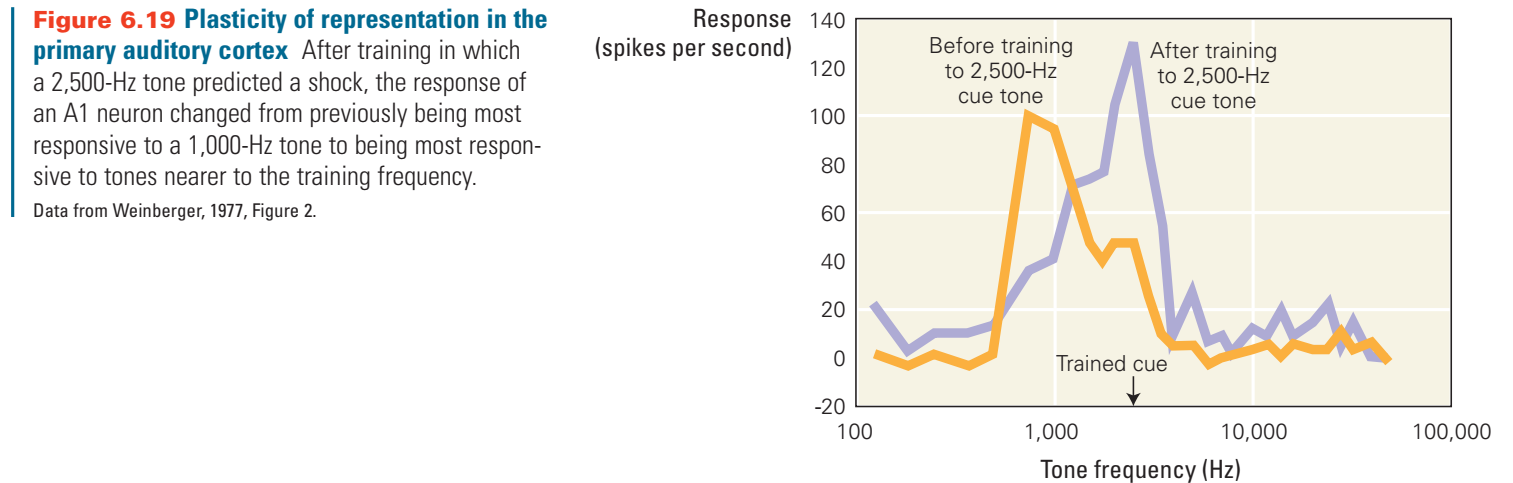 Figure 6.19 Plasticity of representation in the
primary auditory cortex After training in which
a 2,500-Hz tone predicted a shock, the response of
an A1 neuron changed from previously being most
responsive to a 1,000-Hz tone to being most respon-
sive to tones nearer to the training frequency.
Data from Weinberger, 1977, Figure 2.
Response
(spikes per second)
140
120
100
80
60
40
20
0
-20
Before training
to 2,500-Hz
cue tone
After training
to 2,500-Hz
cue tone
Trained cue
100
1,000
10,000
100,000
Tone frequency (Hz)